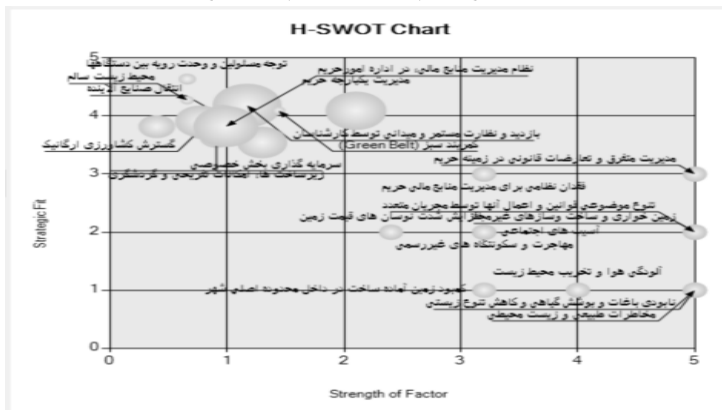 H-SWOT Chart
توجه مسئولین و وحدت رویه بین دستگاهها
نظام مدیریت منابع مالی، در اداره امور حریم
محیط زیست سالم
مدیریت یکپارچه حریم
انتقال صنایع آلاینده
بازدید و نظارت مستمر و میدانی توسط کارشناسان
گسترش کشاورزی ارگانیک
کمربند سبز (Green Belt)
سرمایه گذاری بخش خصوصی
مدیریت متفرق و تعارضات قانونی در زمینه حریم
زیرساخت ها، امکانات تفریحی و گردشگری
فقدان نظامی برای مدیریت منابع مالی حریم
تنوع موضوعی قوانین و اعمال آنها توسط مجریان متعدد
زمین خواری و ساخت وسازهای
افزایش شدت نوسان های قیمت زمین
آسیب های اجتماعی
مهاجرت و سکونتگاه های غیررسمی
آلودگی هوا و تخریب محیط زیست
کمبود زمین آماده ساخت در داخل محدوده اصلی شهر
نابودی باغات و پوشش گیاهی و کاهش تنوع زیستی
مخاطرات طبیعی و زیست محیطی
5
4
3
2
1
0
Strategic Fit
0 1 2 3 4 5
Strength of Factor